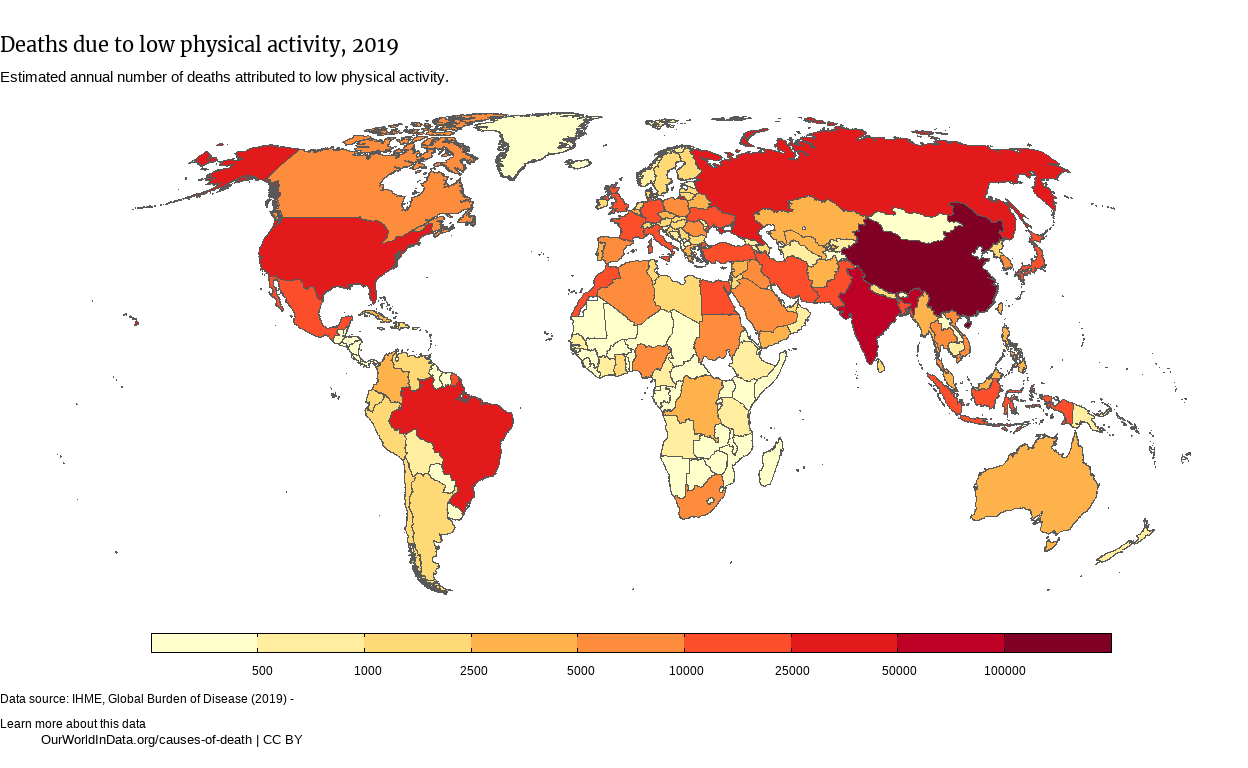 Deaths due to low physical activity, 2019
Estimated annual number of deaths attributed to low physical activity.
500 1000 2500 5000 10000 25000 50000 100000
Data source: IHME, Global Burden of Disease (2019) -
Learn more about this data
OurWorldInData.org/causes-of-death | CC BY